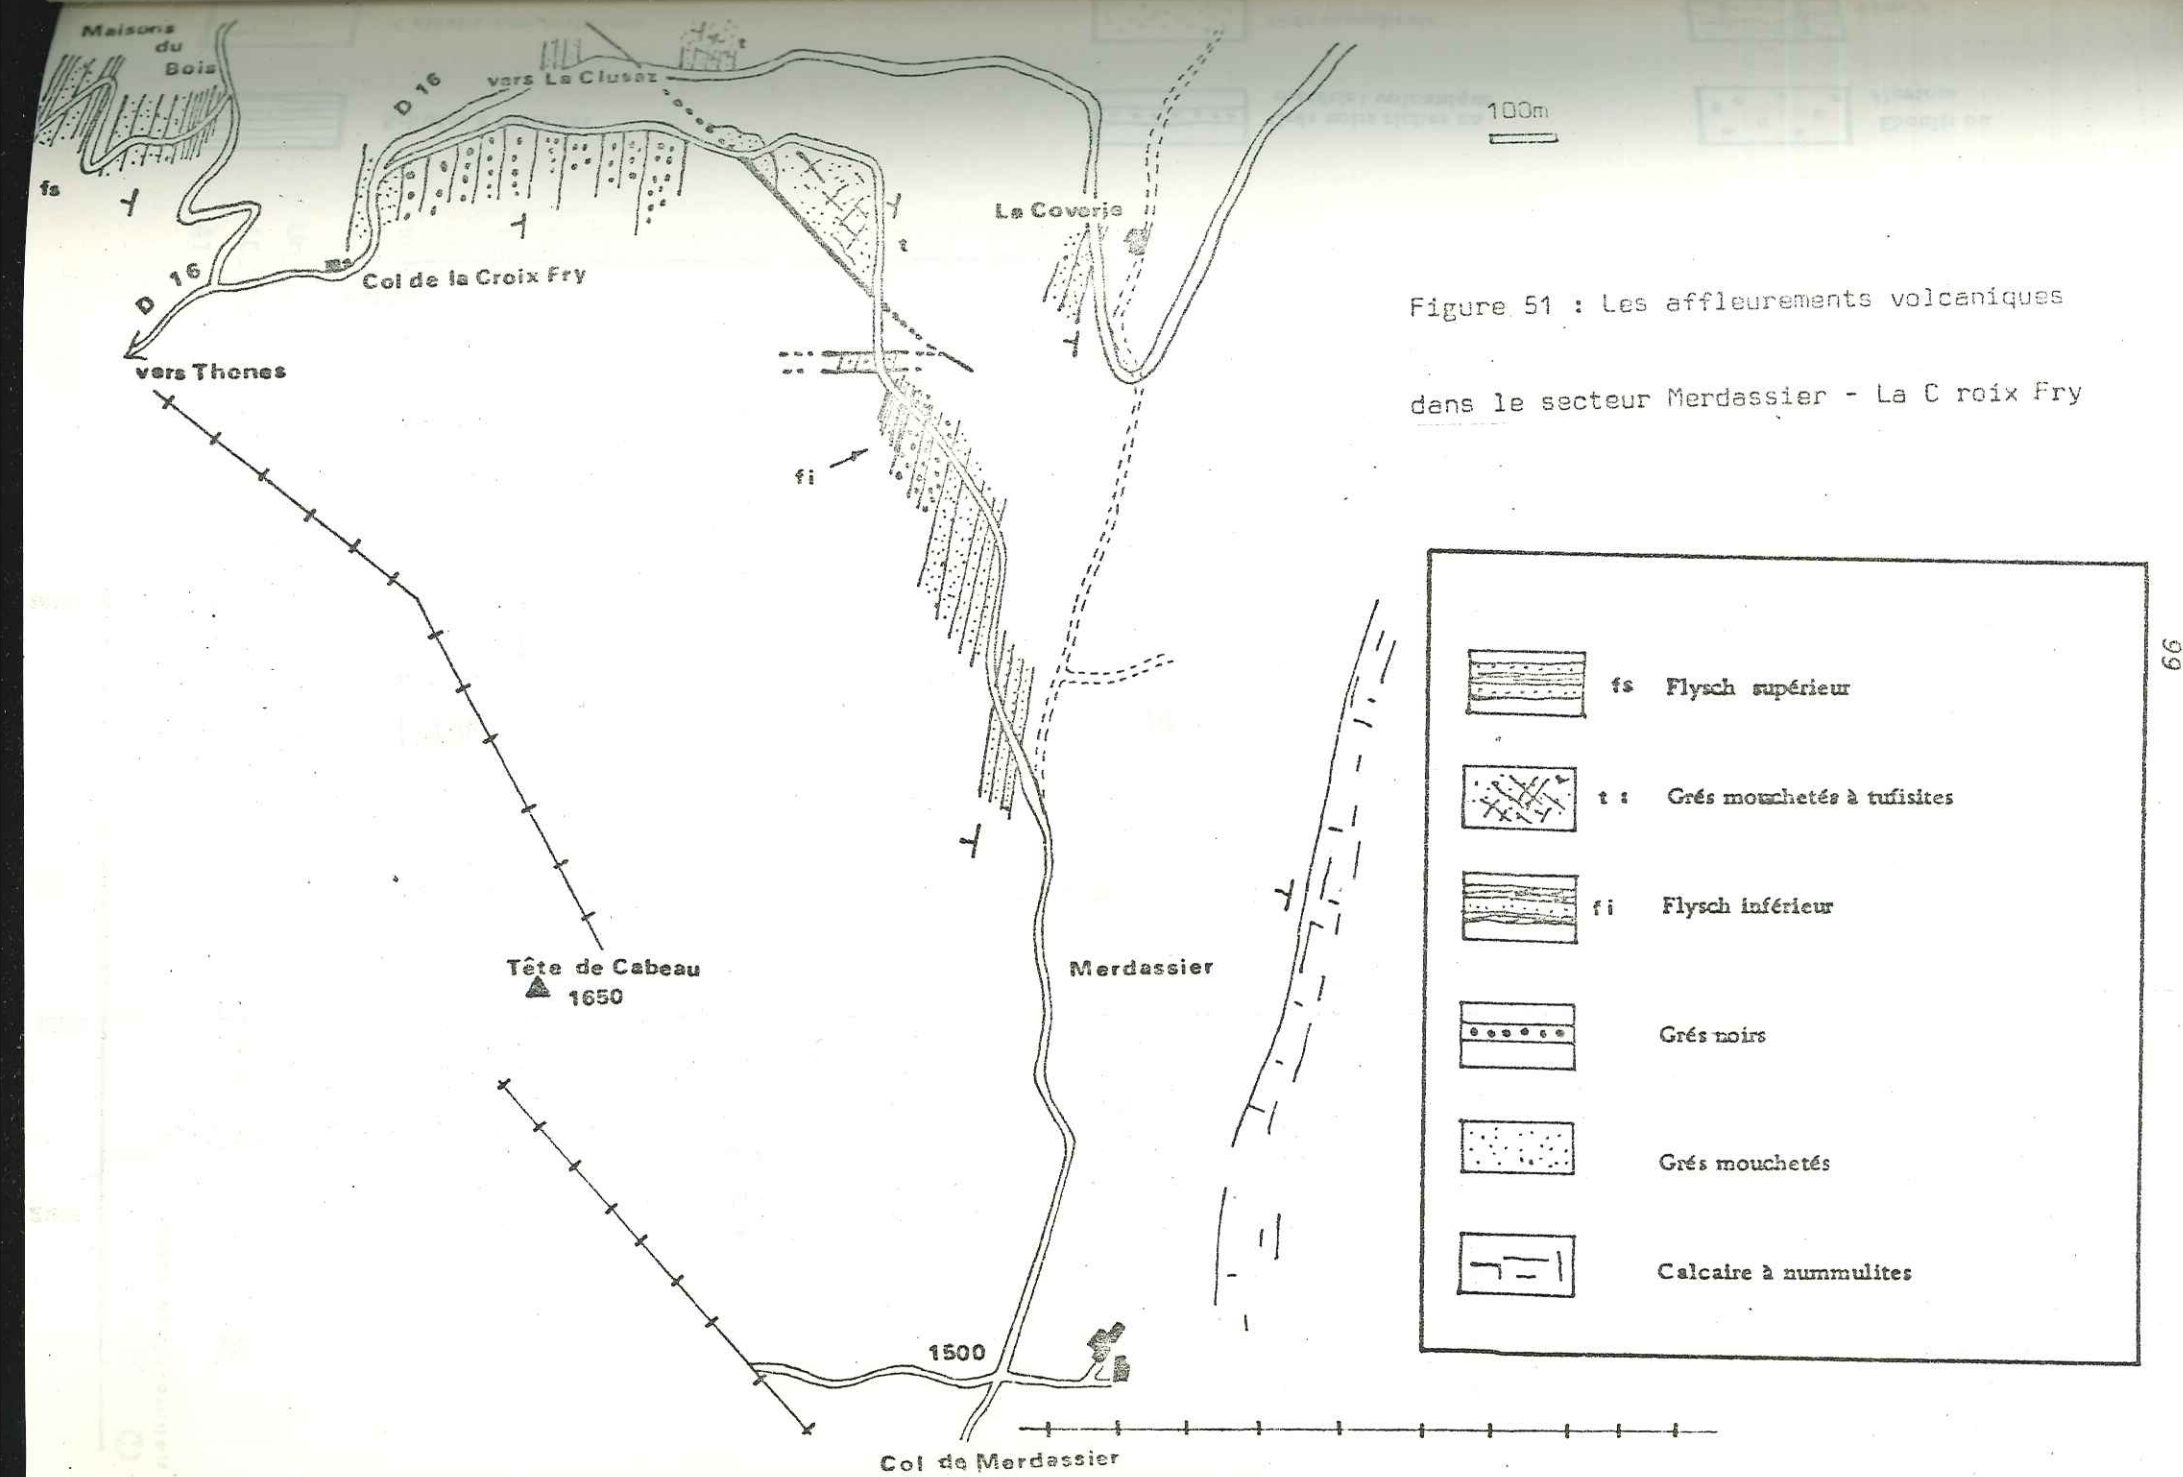 Maisons
du
Bois
fs
D 16
vers La Clusaz
t
D 16
vers Thones
Col de la Croix Fry
t
La Coverie
100m
Figure 51 : Les affleurements volcaniques
dans le secteur Merdassier - La C roix Fry
fi
Tête de Cabeau
1650
Merdassier
1500
Col de Merdassier
fs Flysch supérieur
t : Grés mouchetés à tufisites
fi Flysch inférieur
Grés noirs
Grés mouchetés
Calcaire à nummulites
99